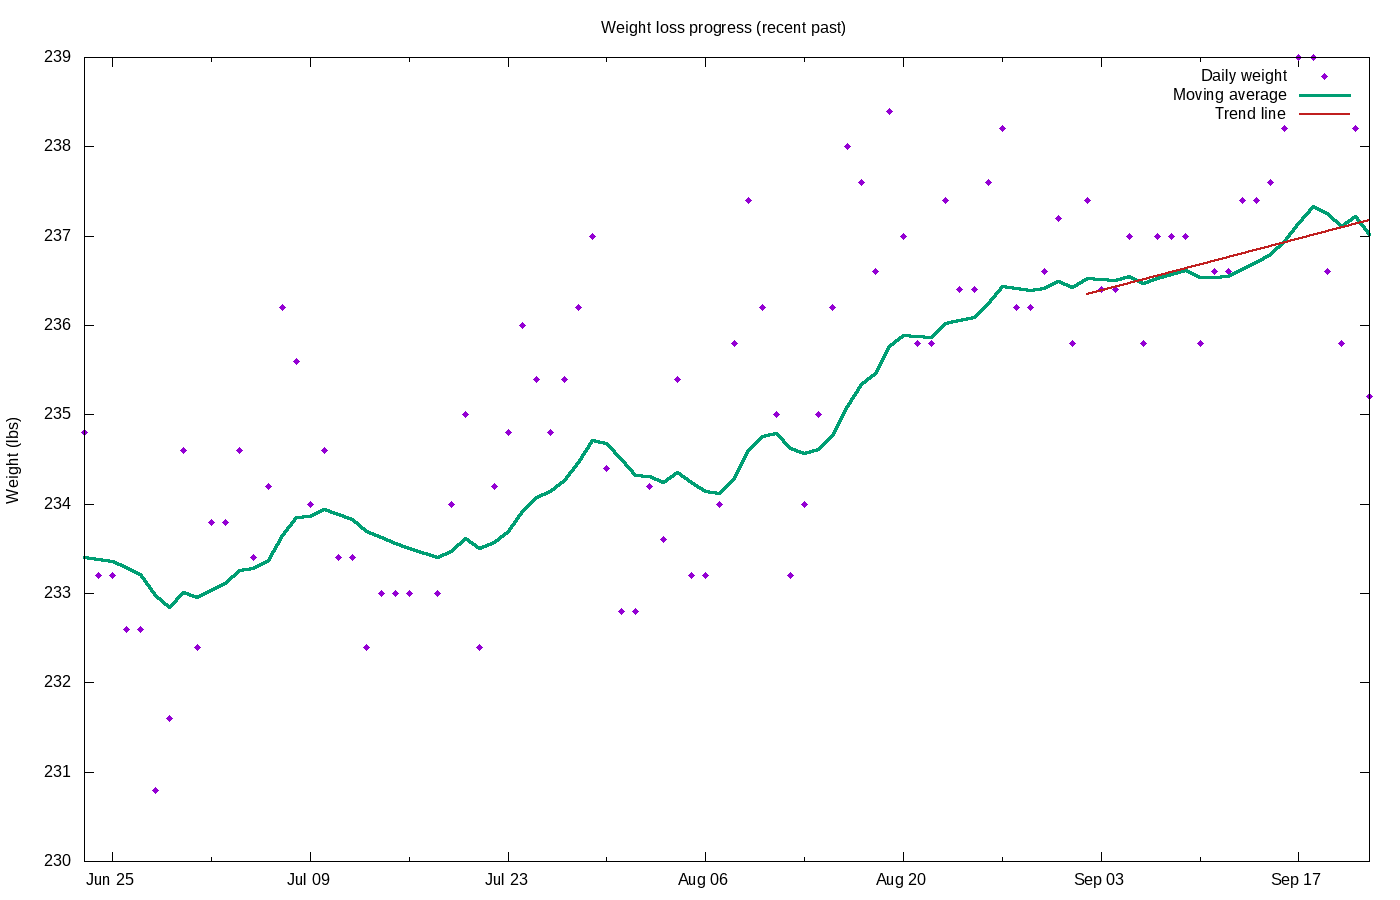 Weight loss progress (recent past)
239
238
237
236
235
234
233
232
231
230
Weight (lbs)
Daily weight
Moving average
Trend line
Jun 25 Jul 09 Jul 23 Aug 06 Aug 20 Sep 03 Sep 17